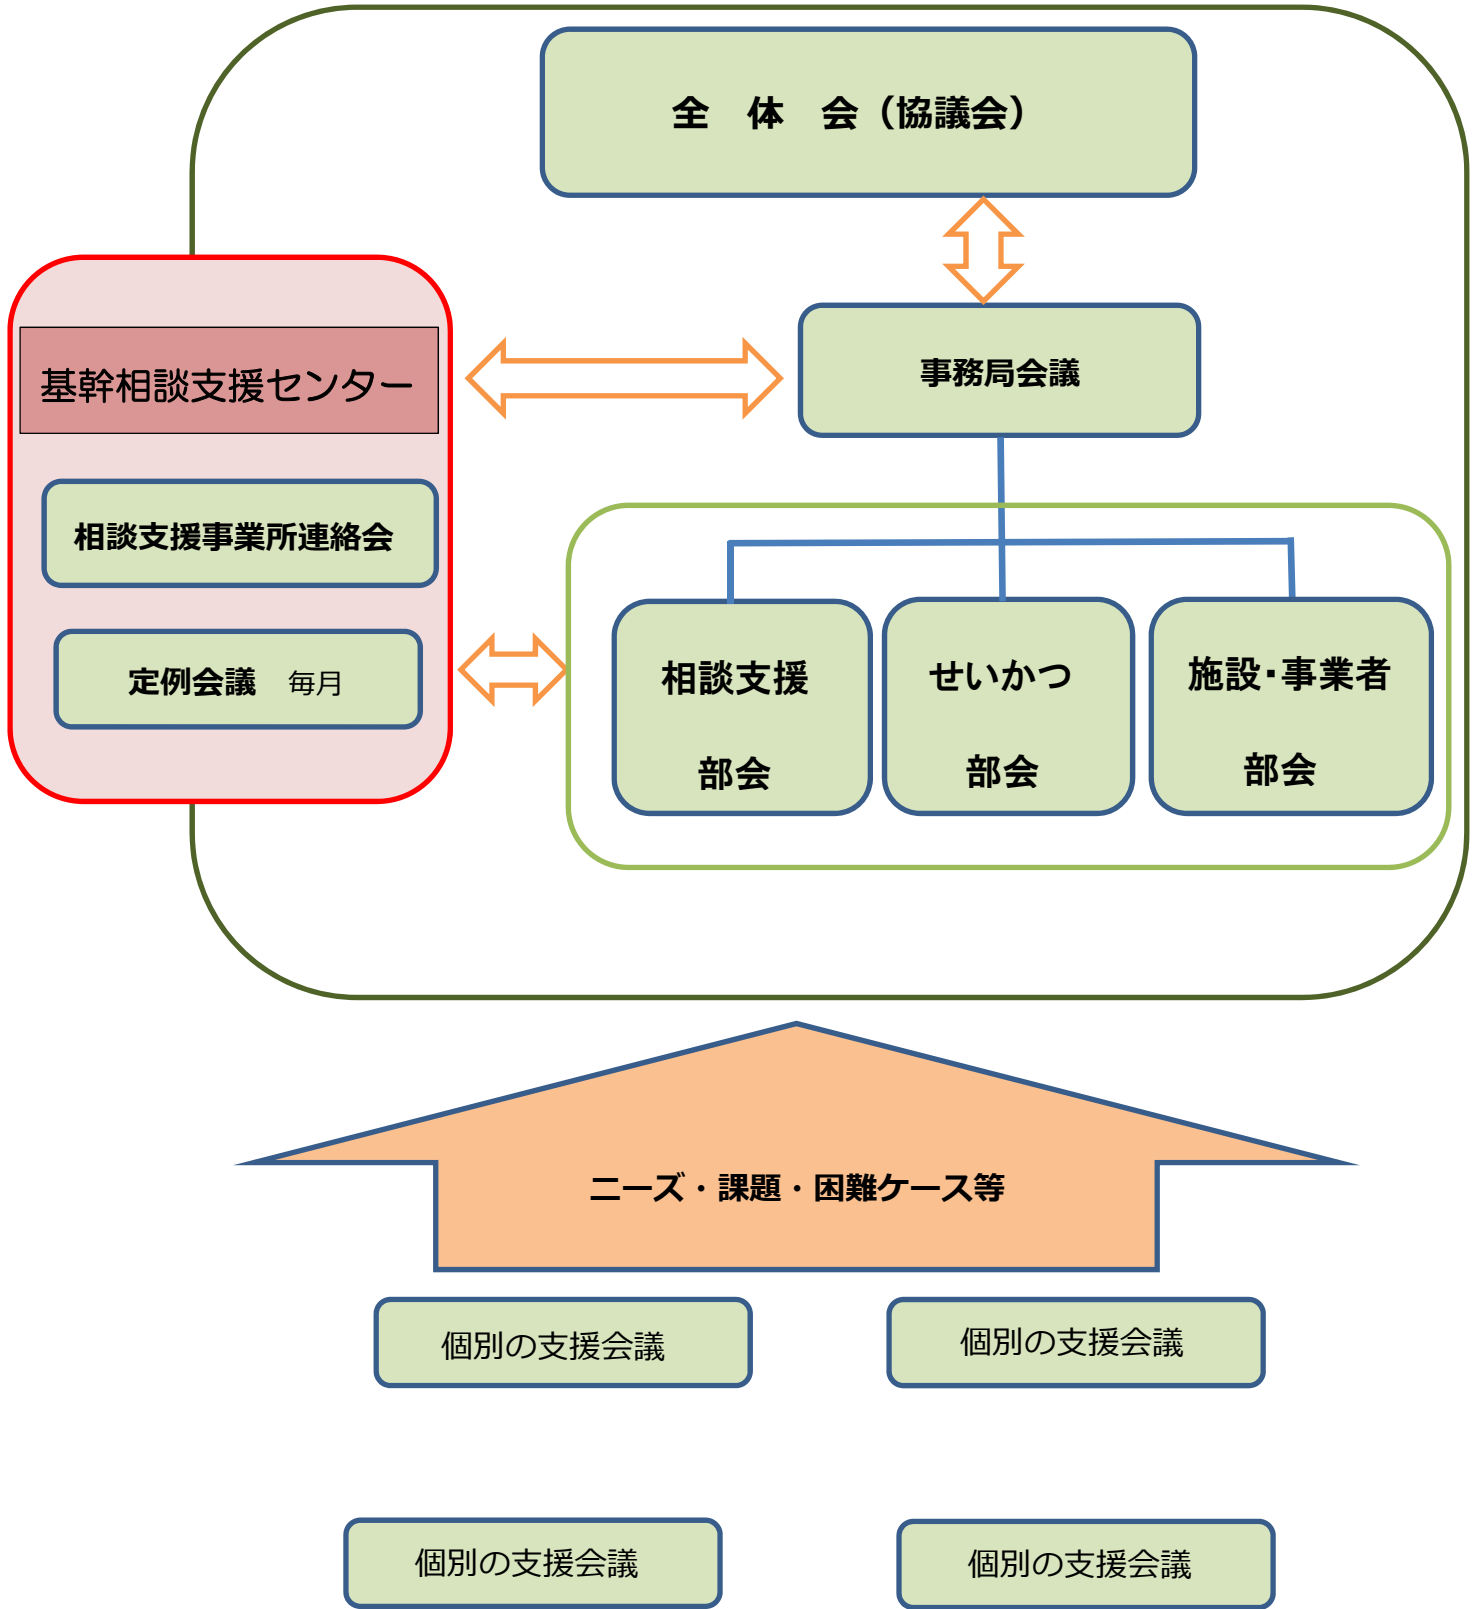 全　体　会（協議会）
事務局会議
基幹相談支援センター
相談支援事業所連絡会
定例会議　毎月
相談支援
部会
せいかつ
部会
施設・事業者
部会
ニーズ・課題・困難ケース等
個別の支援会議
個別の支援会議
個別の支援会議
個別の支援会議